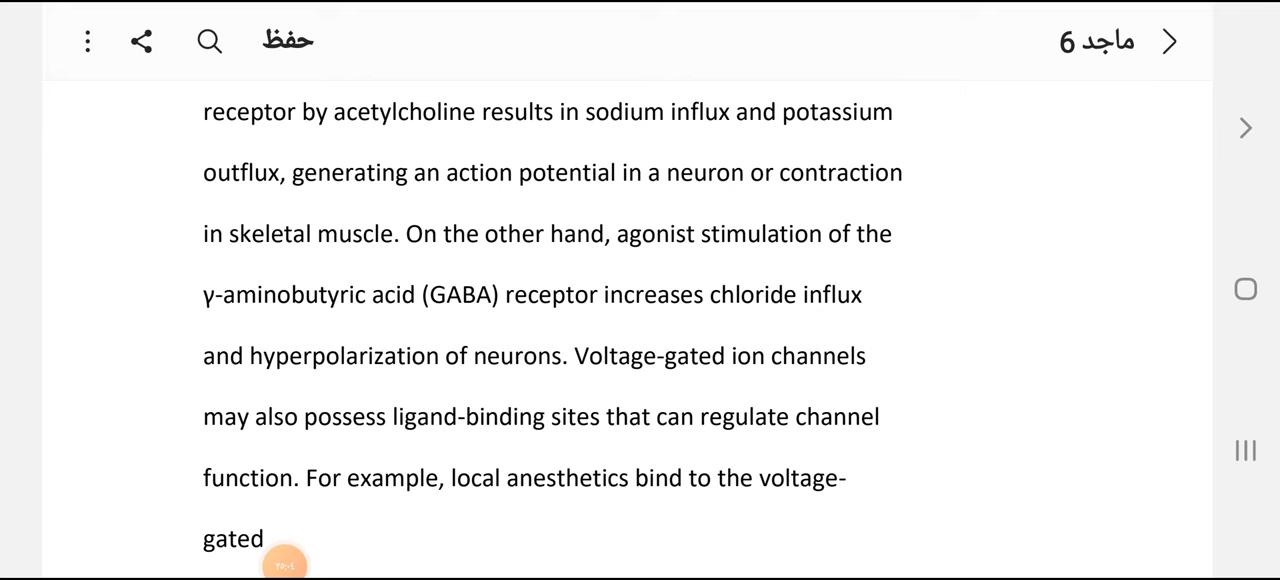 حفظ
ماجد 6
receptor by acetylcholine results in sodium influx and potassium
outflux, generating an action potential in a neuron or contraction
in skeletal muscle. On the other hand, agonist stimulation of the
γ-aminobutyric acid (GABA) receptor increases chloride influx
and hyperpolarization of neurons. Voltage-gated ion channels
may also possess ligand-binding sites that can regulate channel
function. For example, local anesthetics bind to the voltage-
gated
٢٥:٠٤